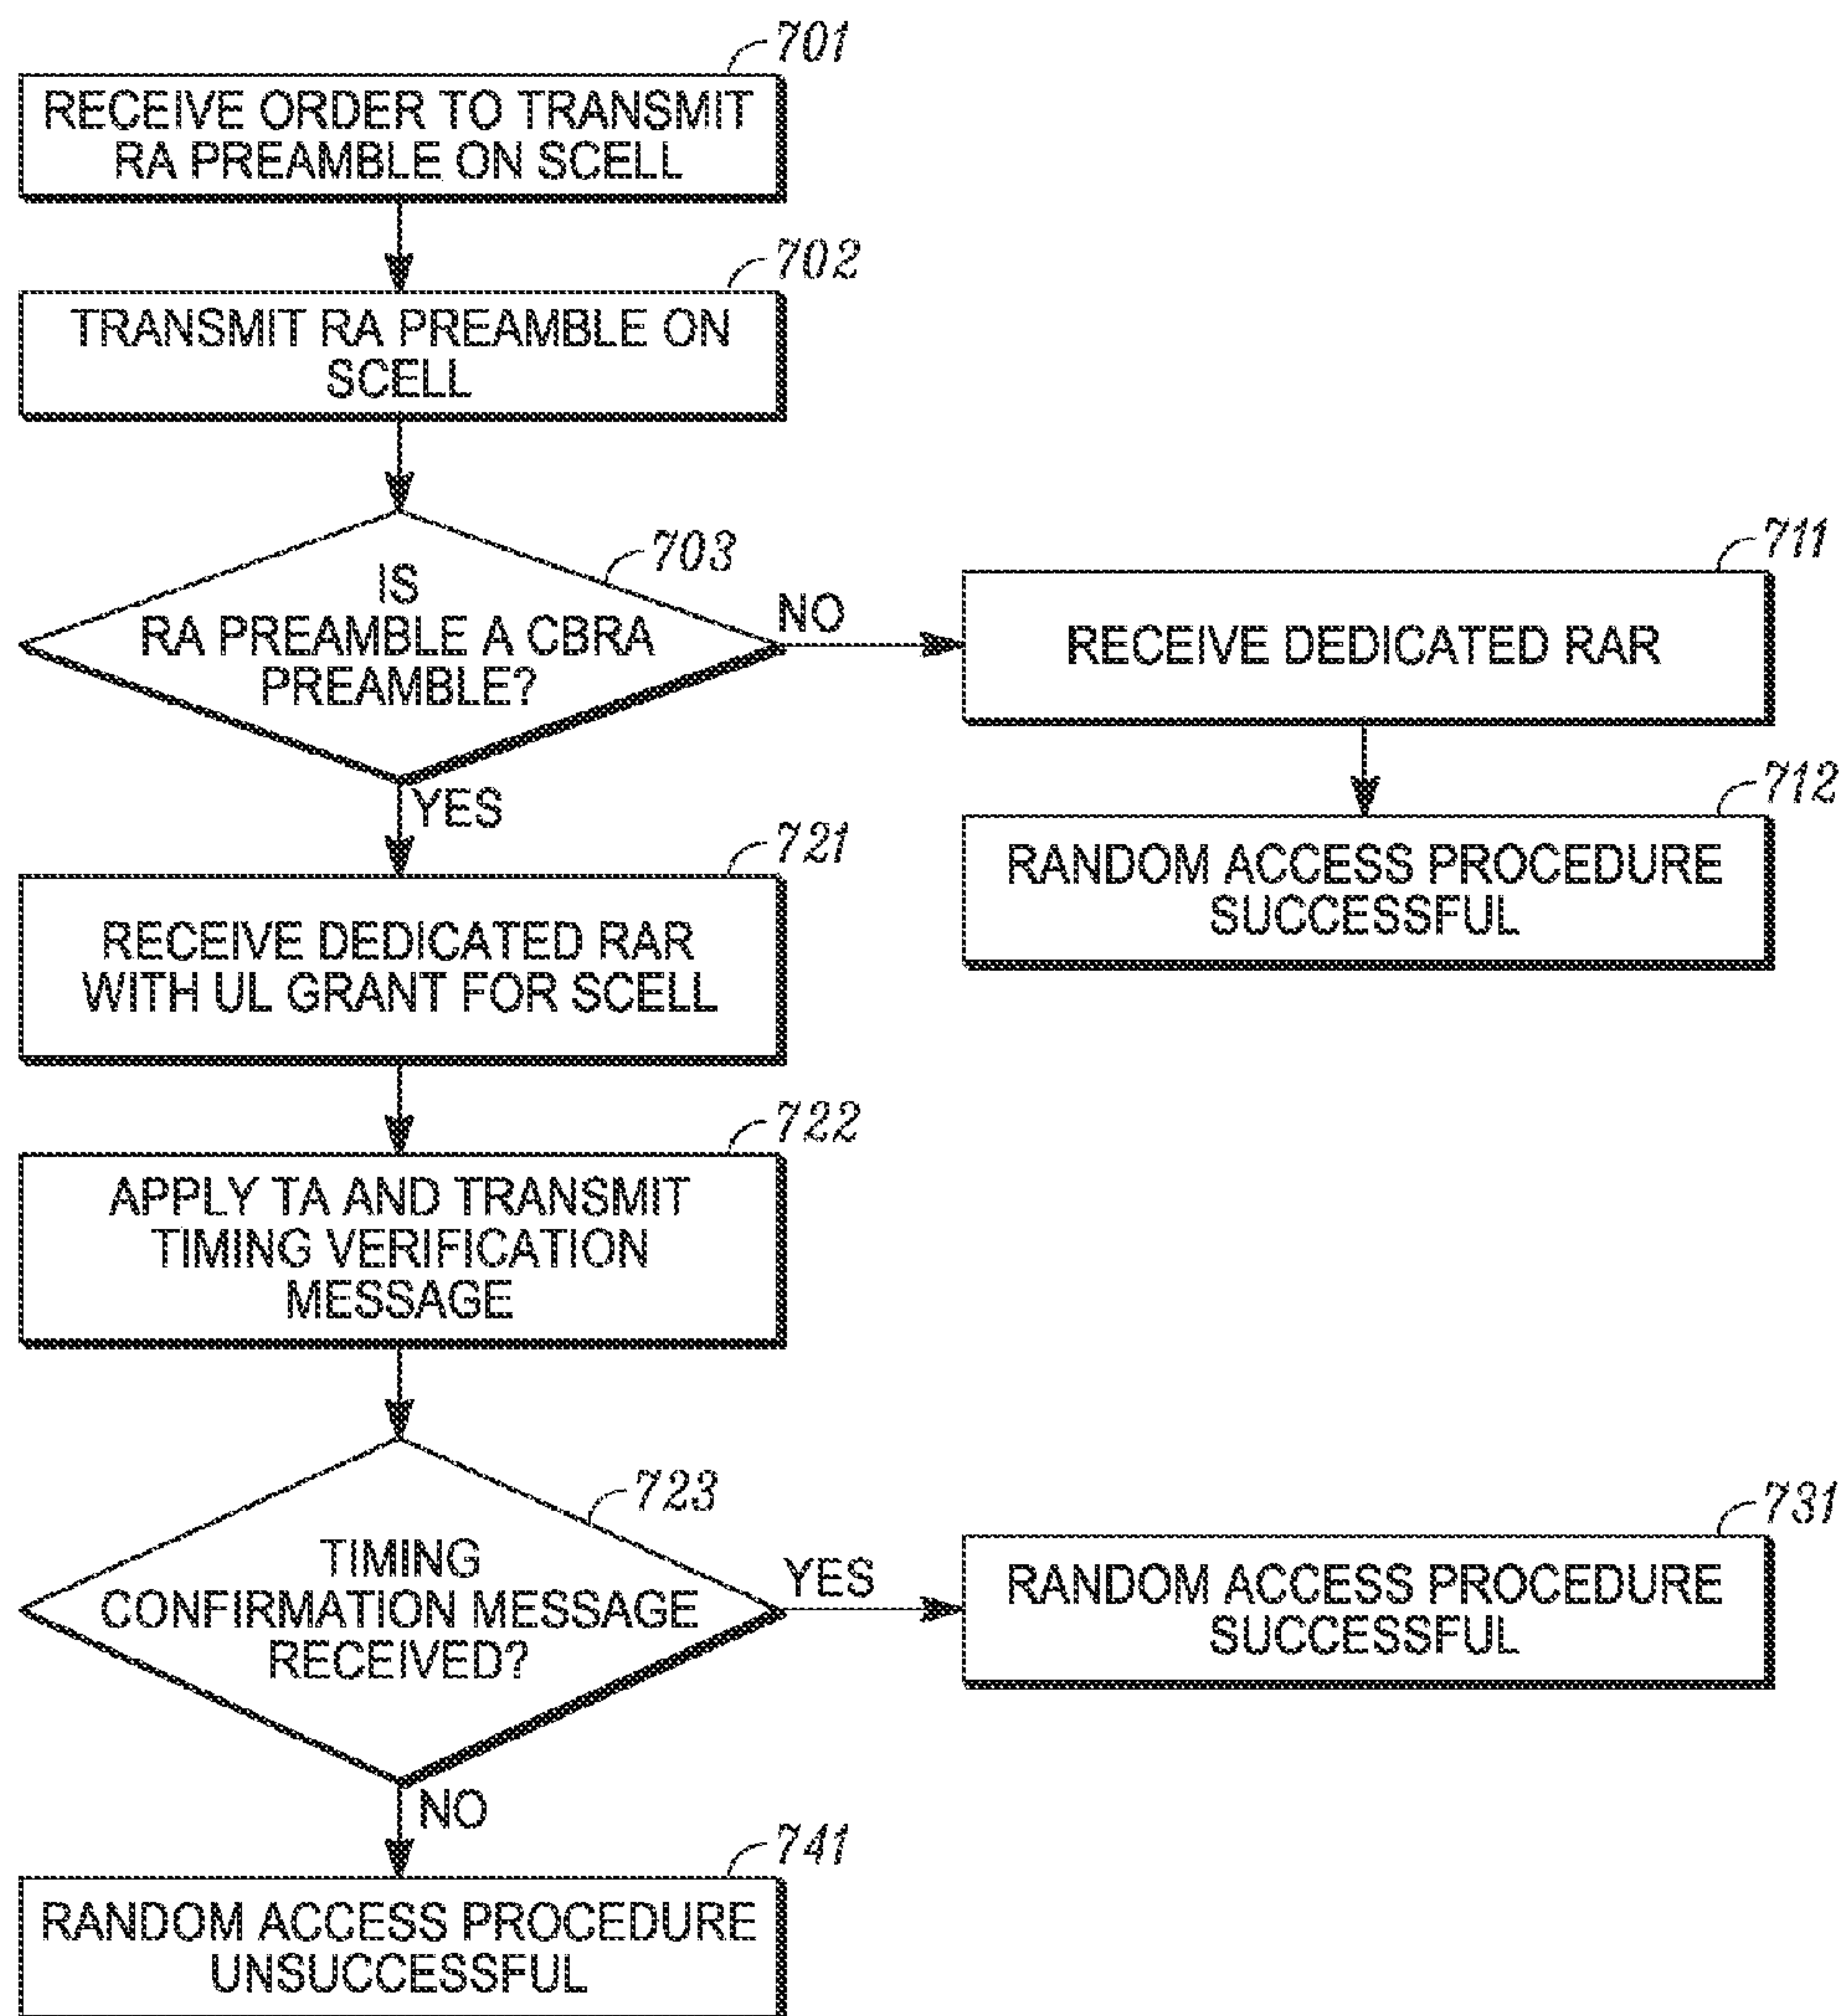 701
RECEIVE ORDER TO TRANSMIT
RA PREAMBLE ON SCELL
702
TRANSMIT RA PREAMBLE ON
SCELL
703
IS
RA PREAMBLE A CBRA
PREAMBLE?
NO
711
RECEIVE DEDICATED RAR
712
RANDOM ACCESS PROCEDURE
SUCCESSFUL
YES
721
RECEIVE DEDICATED RAR
WITH UL GRANT FOR SCELL
722
APPLY TA AND TRANSMIT
TIMING VERIFICATION
MESSAGE
723
TIMING
CONFIRMATION MESSAGE
RECEIVED?
YES
731
RANDOM ACCESS PROCEDURE
SUCCESSFUL
NO
741
RANDOM ACCESS PROCEDURE
UNSUCCESSFUL